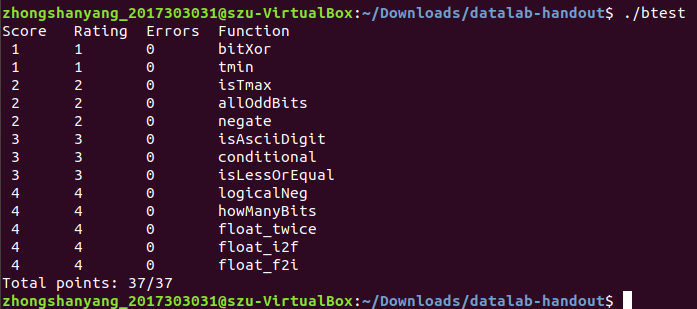 zhongshanyang_2017303031@szu-VirtualBox:~/Downloads/datalab-handout$ ./btest
Score Rating Errors Function
1 1 0 bitXor
1 1 0 tmin
2 2 0 isTmax
2 2 0 allOddBits
2 2 0 negate
3 3 0 isAsciiDigit
3 3 0 conditional
3 3 0 isLessOrEqual
4 4 0 logicalNeg
4 4 0 howManyBits
4 4 0 float_twice
4 4 0 float_i2f
4 4 0 float_f2i
Total points: 37/37
zhongshanyang_2017303031@szu-VirtualBox:~/Downloads/datalab-handout$